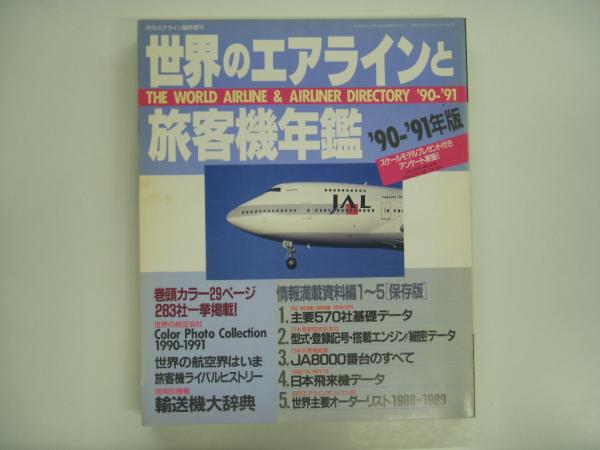 月刊エアライン臨時増刊
世界のエアラインと
THE WORLD AIRLINE & AIRLINER DIRECTORY '90-'91
旅客機年鑑
'90-'91年版
スケールモデルプレゼント付き
アンケート実施!
JAL
巻頭カラー29ページ
283社一挙掲載!
世界の航空会社
Color Photo Collection
1990-1991
世界の航空界はいま
旅客機ライバルヒストリー
輸送機大辞典
情報満載資料編1〜5[保存版]
THE WORLD AIRLINE 1990-1991
1.主要570社基礎データ
2.型式・登録記号・搭載エンジン/細密データ
3.JA8000番台のすべて
4.日本飛来機データ
5.世界主要オーダーリスト1988-1989